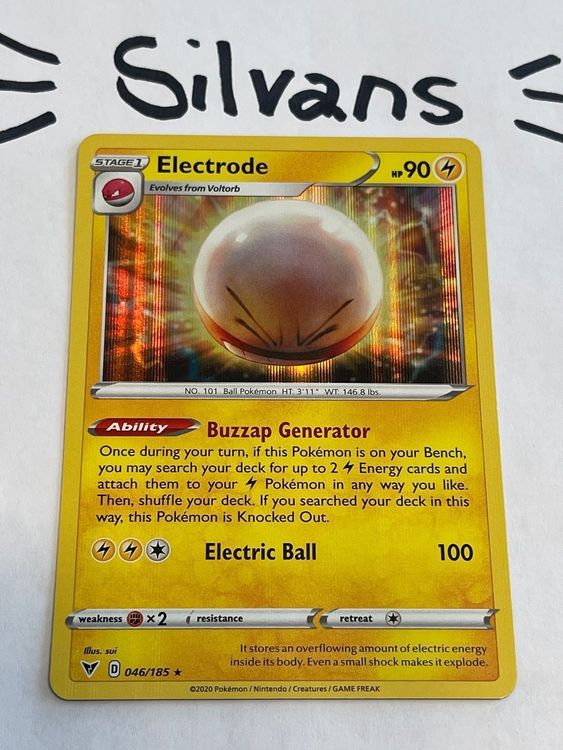 Silvans
STAGE 1 Electrode HP 90
Evolves from Voltorb
NO. 101 Ball Pokémon HT: 3'11" WT: 146.8 lbs.
Ability Buzzap Generator
Once during your turn, if this Pokémon is on your Bench,
you may search your deck for up to 2 Energy cards and
attach them to your Pokémon in any way you like.
Then, shuffle your deck. If you searched your deck in this
way, this Pokémon is Knocked Out.
Electric Ball 100
weakness ×2 resistance retreat
Illus. sui
It stores an overflowing amount of electric energy
inside its body. Even a small shock makes it explode.
D 046/185 ★
©2020 Pokémon / Nintendo / Creatures / GAME FREAK